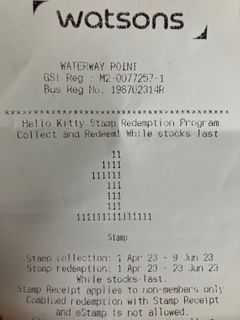 watsons
WATERWAY POINT
GST Reg : M2-0077257-1
Bus Reg No. 198702314R
Hello Kitty Stamp Redemption Program
Collect and Redeem! While stocks last
11
1111
111111
111
111
111
111111111111111
Stamp
Stamp collection: 1 Apr 23 - 9 Jun 23
Stamp redemption: 1 Apr 23 - 23 Jun 23
While stocks last.
Stamp Receipt applies to non-members only
Combined redemption with Stamp Receipt
and eStamp is not allowed.